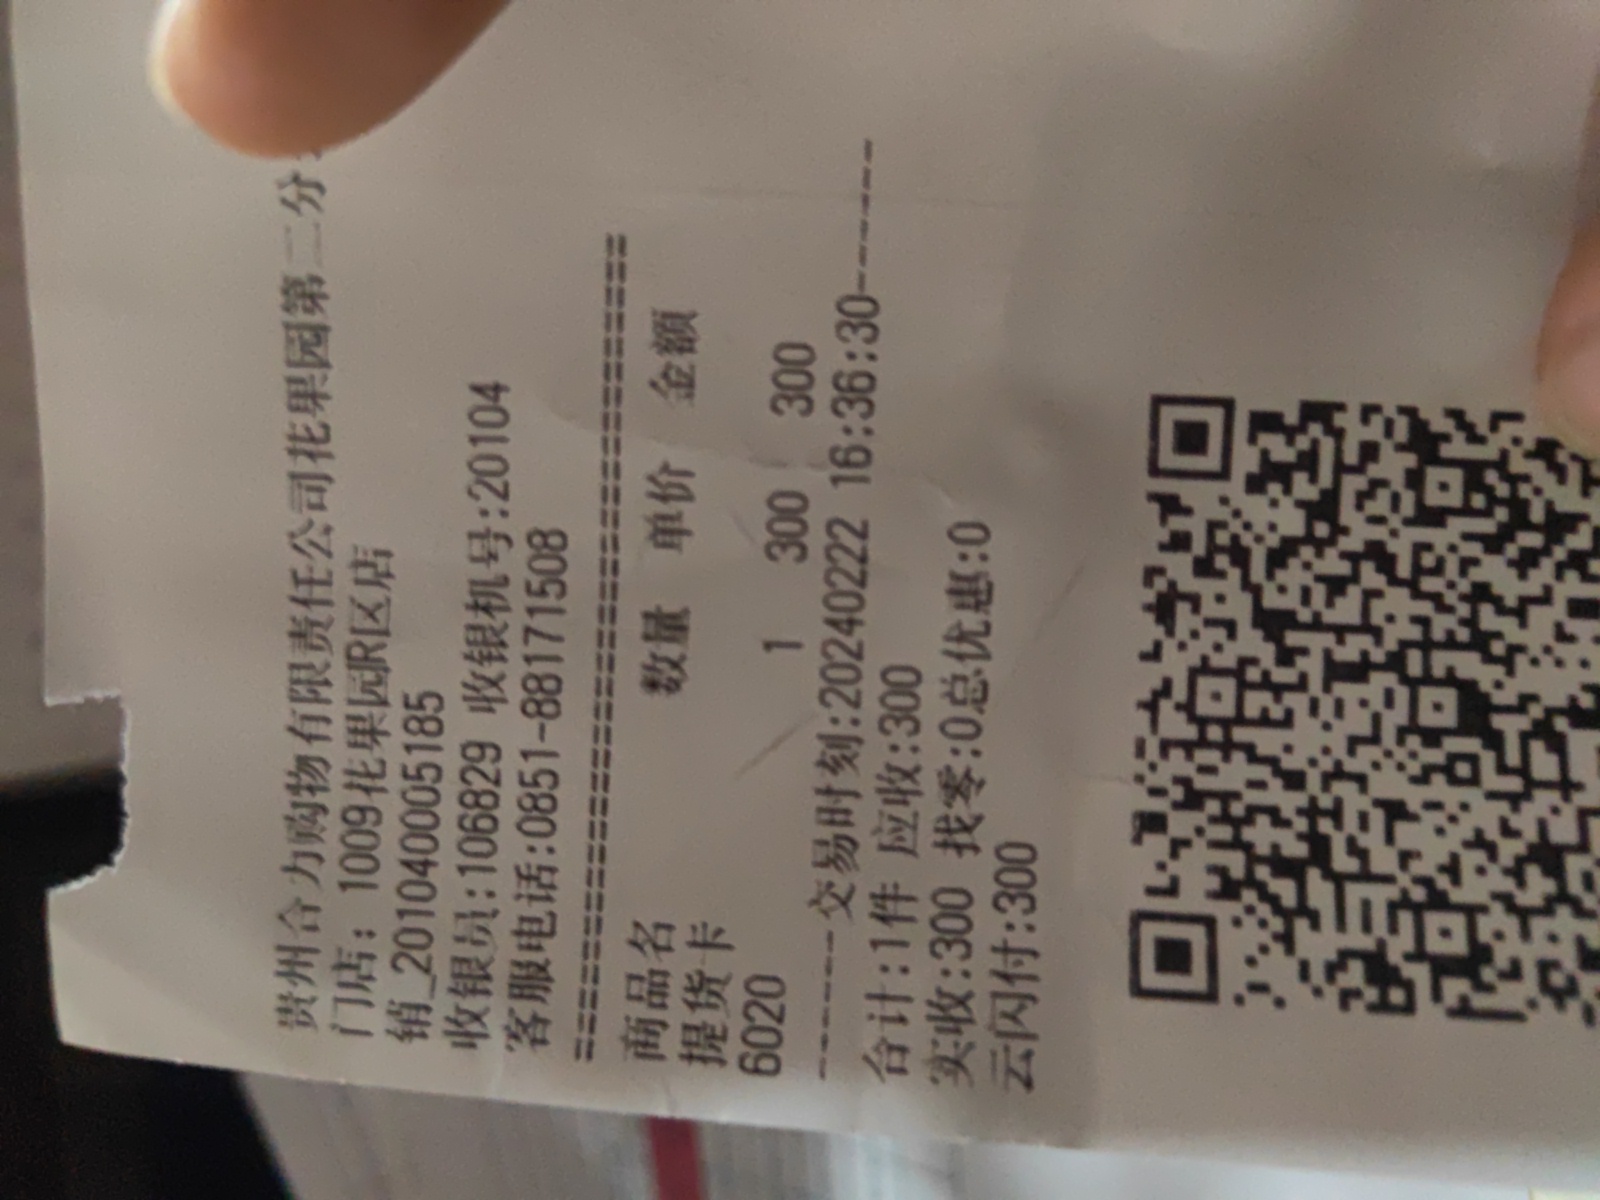 贵州合力购物有限责任公司花果园第二分
门店：1009花果园R区店
销_201040005185
收银员:106829 收银机号:20104
客服电话:0851-88171508
==========================================
商品名 数量 单价 金额
提货卡
6020 1 300 300
-------交易时刻:20240222 16:36:30-------
合计:1件 应收:300
实收:300 找零:0总优惠:0
云闪付:300